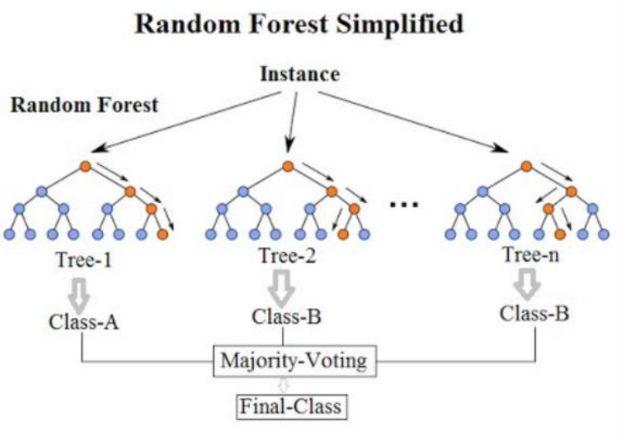 Random Forest Simplified
Instance
Random Forest
...
Tree-1
Tree-2
Tree-n
Class-A
Class-B
Class-B
Majority-Voting
Final-Class